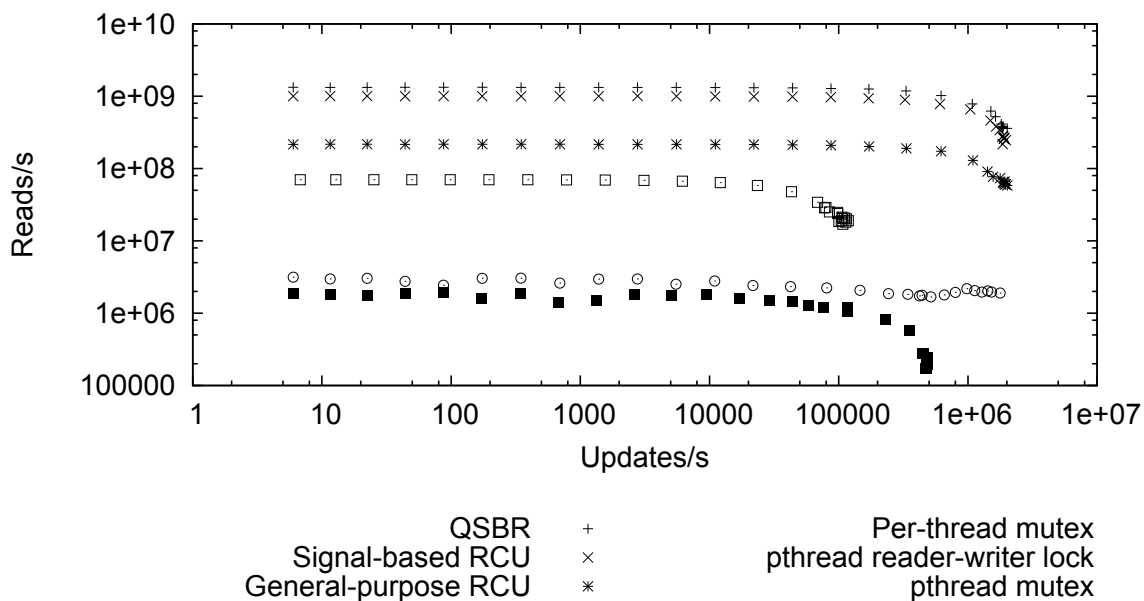 1e+10
1e+09
1e+08
1e+07
1e+06
100000
Reads/s
1 10 100 1000 10000 100000 1e+06 1e+07
Updates/s
QSBR Per-thread mutex
Signal-based RCU pthread reader-writer lock
General-purpose RCU pthread mutex